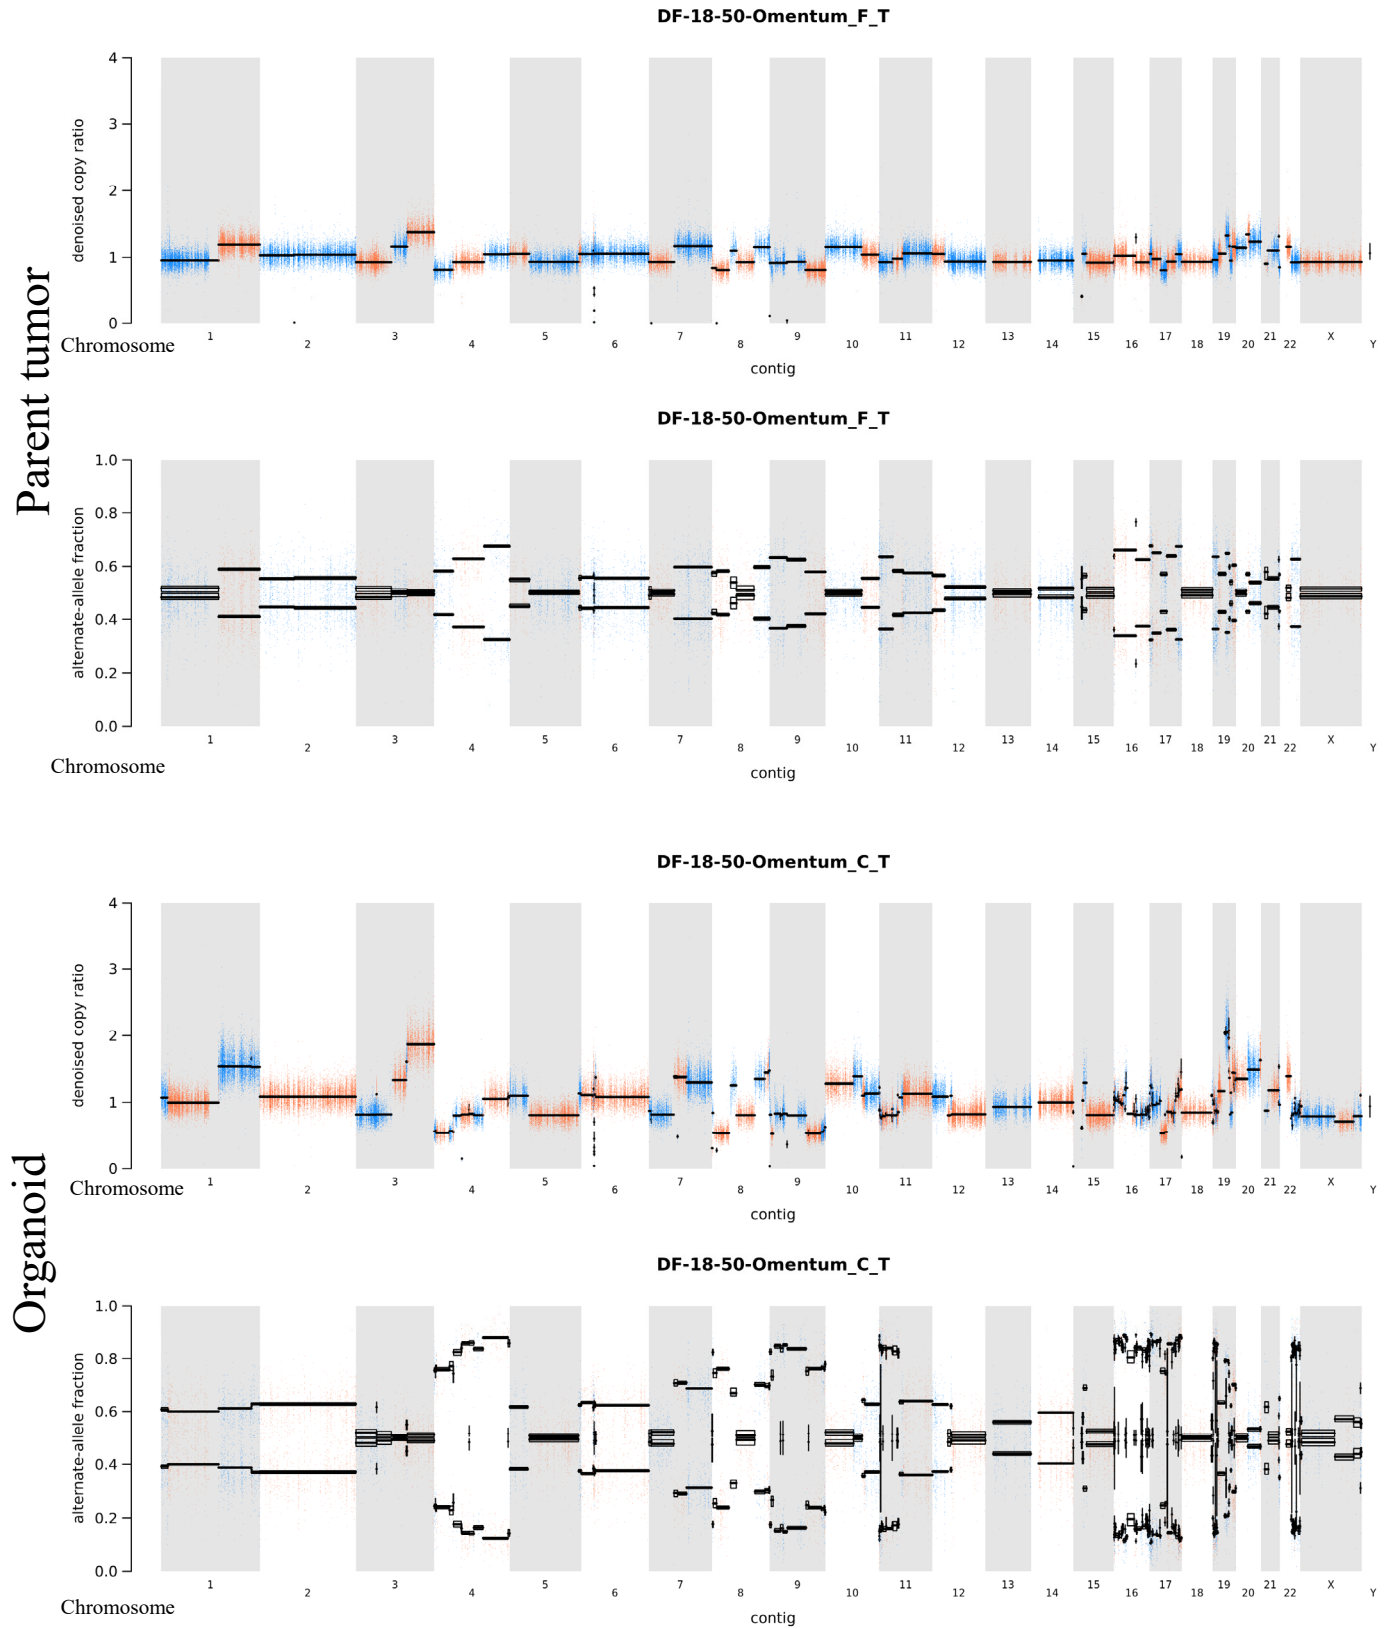 Parent tumor
DF-18-50-Omentum_F_T
denoised copy ratio
4
3
2
1
0
Chromosome
1 2 3 4 5 6 7 8 9 10 11 12 13 14 15 16 17 18 19 20 21 22 X Y
contig
DF-18-50-Omentum_F_T
alternate-allele fraction
1.0
0.8
0.6
0.4
0.2
0.0
1 2 3 4 5 6 7 8 9 10 11 12 13 14 15 16 17 18 19 20 21 22 X Y
Chromosome
contig
Organoid
DF-18-50-Omentum_C_T
denoised copy ratio
4
3
2
1
0
Chromosome
1 2 3 4 5 6 7 8 9 10 11 12 13 14 15 16 17 18 19 20 21 22 X Y
contig
DF-18-50-Omentum_C_T
alternate-allele fraction
1.0
0.8
0.6
0.4
0.2
0.0
1 2 3 4 5 6 7 8 9 10 11 12 13 14 15 16 17 18 19 20 21 22 X Y
Chromosome
contig